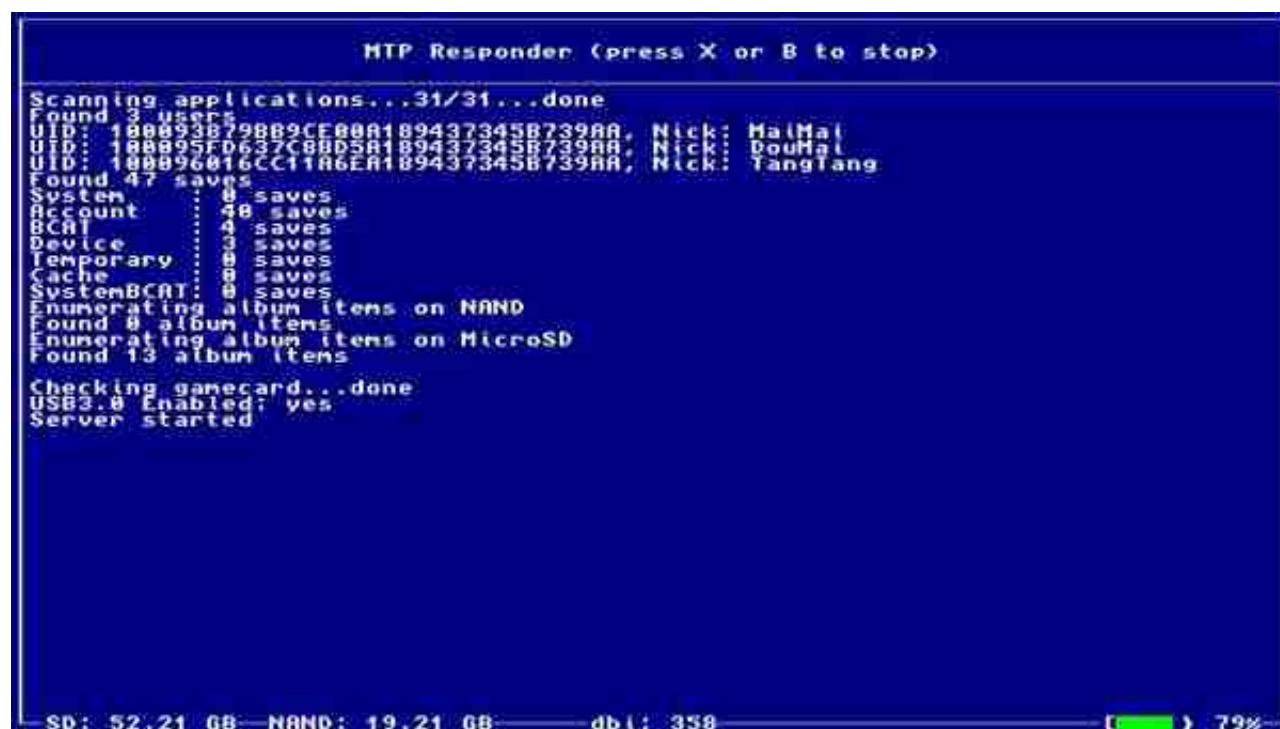 MTP Responder (press X or B to stop)
Scanning applications...31/31...done
Found 3 users
UID: 100093B79BB9CE00A189437345B739AA, Nick: MaiMai
UID: 100095FD637C8BD5A189437345B739AA, Nick: DouMai
UID: 100096016CC11A6EA189437345B739AA, Nick: TangTang
Found 47 saves
System : 0 saves
Account : 40 saves
BCAT : 4 saves
Device : 3 saves
Temporary : 0 saves
Cache : 0 saves
SystemBCAT: 0 saves
Enumerating album items on NAND
Found 0 album items
Enumerating album items on MicroSD
Found 13 album items
Checking gamecard...done
USB3.0 Enabled: yes
Server started
SD: 52.21 GB NAND: 19.21 GB dbi: 358 [ ] 79%